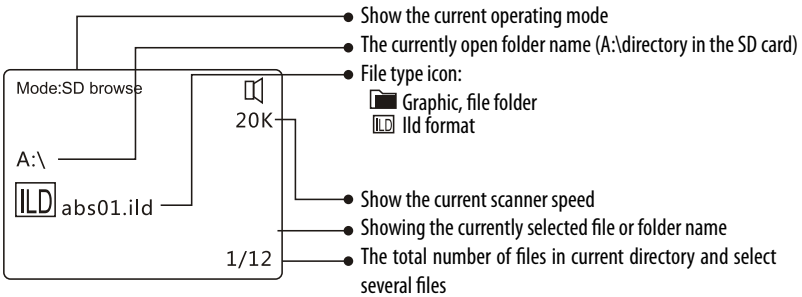 Show the current operating mode
The currently open folder name (A:\directory in the SD card)
File type icon:
Graphic, file folder
ILD Ild format
Mode:SD browse
20K
A:\
ILD abs01.ild
1/12
Show the current scanner speed
Showing the currently selected file or folder name
The total number of files in current directory and select
several files